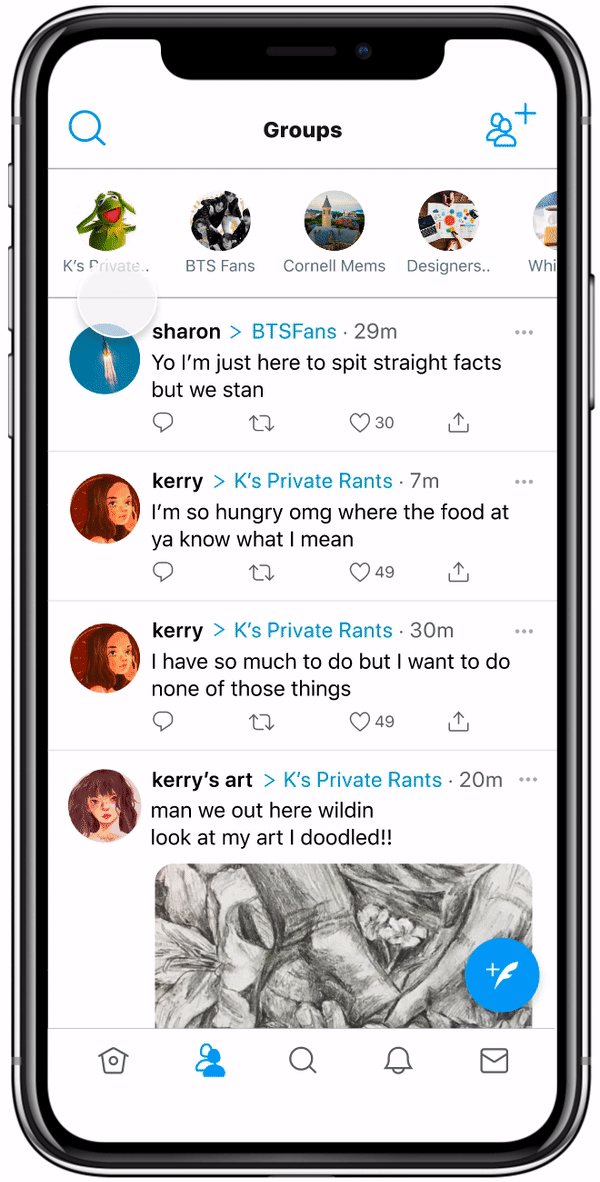 Groups
K's Private..
BTS Fans
Cornell Mems
Designers..
Whi
sharon > BTSFans · 29m
Yo I'm just here to spit straight facts
but we stan
30
kerry > K's Private Rants · 7m
I'm so hungry omg where the food at
ya know what I mean
49
kerry > K's Private Rants · 30m
I have so much to do but I want to do
none of those things
49
kerry's art > K's Private Rants · 20m
man we out here wildin
look at my art I doodled!!